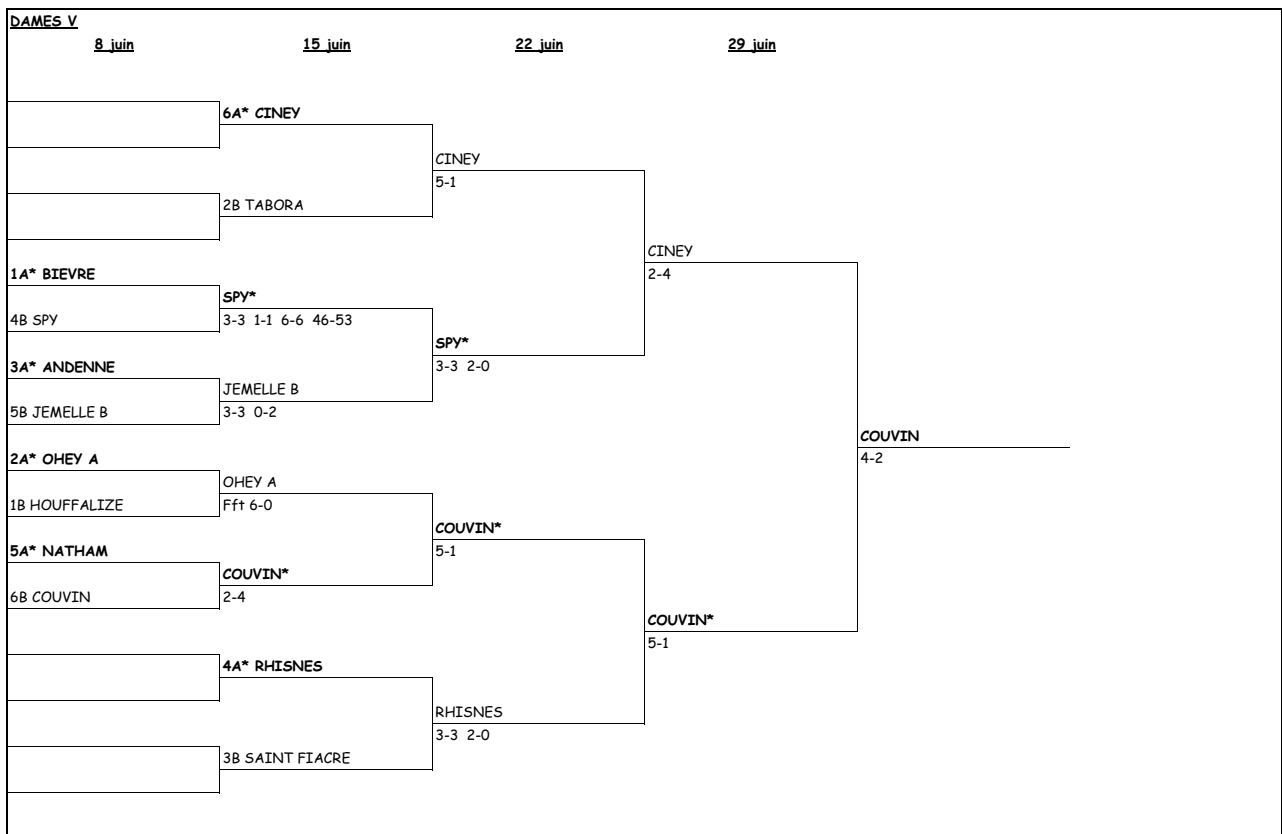 DAMES V
8 juin 15 juin 22 juin 29 juin
6A* CINEY
CINEY
5-1
2B TABORA
CINEY
2-4
1A* BIEVRE
SPY*
4B SPY
3-3 1-1 6-6 46-53
SPY*
3-3 2-0
3A* ANDENNE
JEMELLE B
5B JEMELLE B
3-3 0-2
COUVIN
4-2
2A* OHEY A
OHEY A
1B HOUFFALIZE
Fft 6-0
COUVIN*
5-1
5A* NATHAM
COUVIN*
6B COUVIN
2-4
COUVIN*
5-1
4A* RHISNES
RHISNES
3-3 2-0
3B SAINT FIACRE